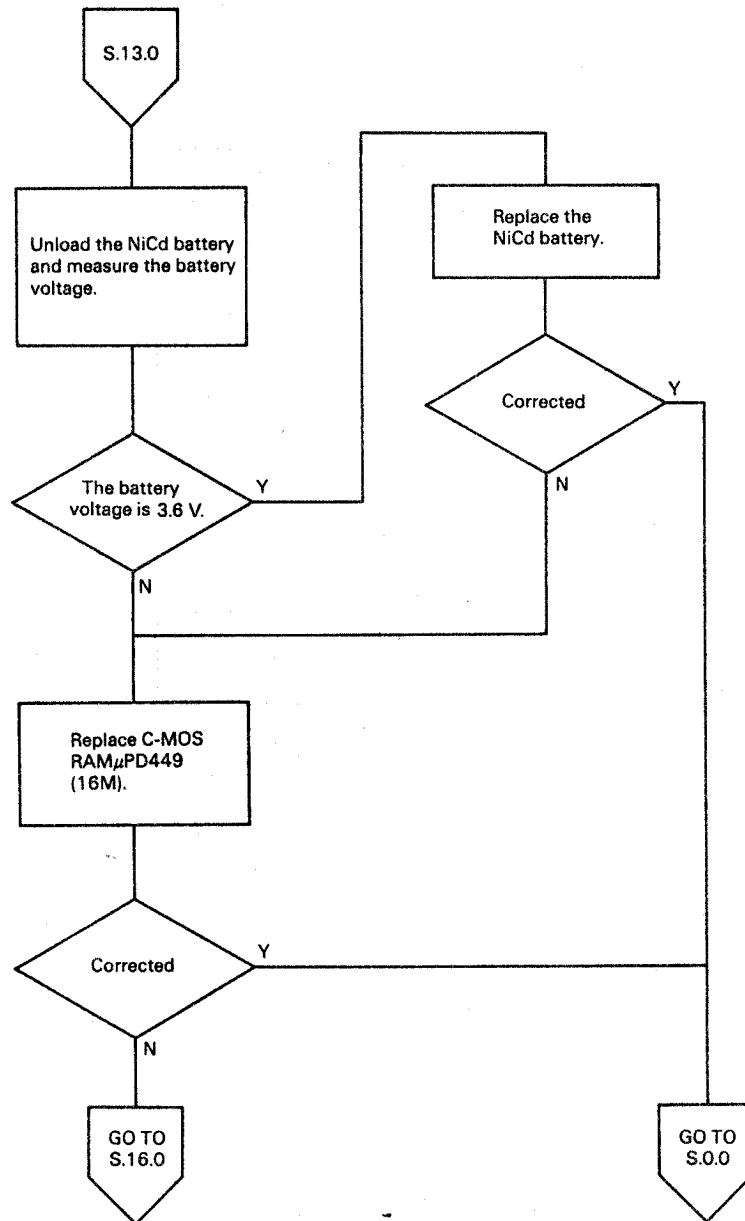 S.13.0
Unload the NiCd battery
and measure the battery
voltage.
The battery
voltage is 3.6 V.
Y
N
Replace the
NiCd battery.
Corrected
Y
N
Replace C-MOS
RAMμPD449
(16M).
Corrected
Y
N
GO TO
S.16.0
GO TO
S.0.0